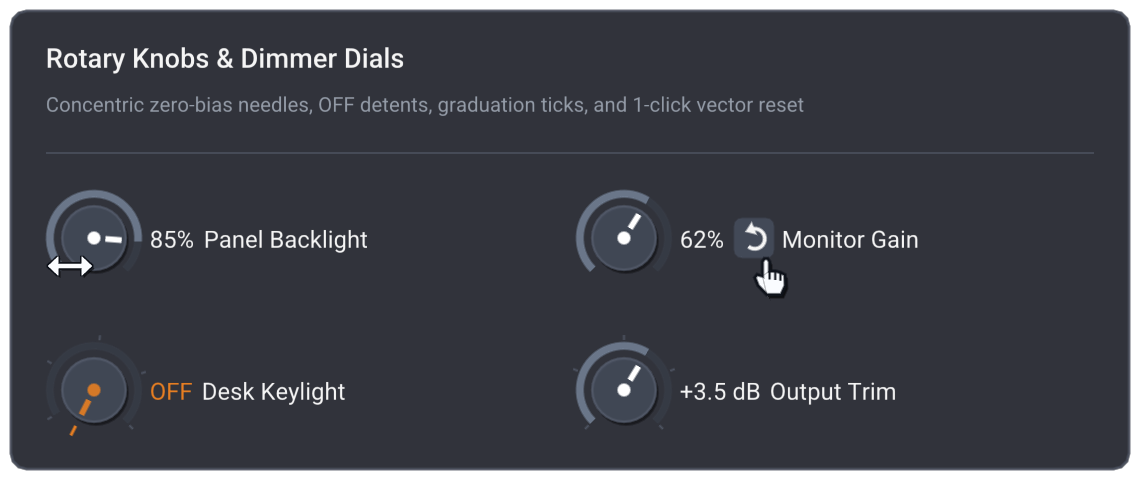 Rotary Knobs & Dimmer Dials
Concentric zero-bias needles, OFF detents, graduation ticks, and 1-click vector reset
85% Panel Backlight
62% Monitor Gain
OFF Desk Keylight
+3.5 dB Output Trim